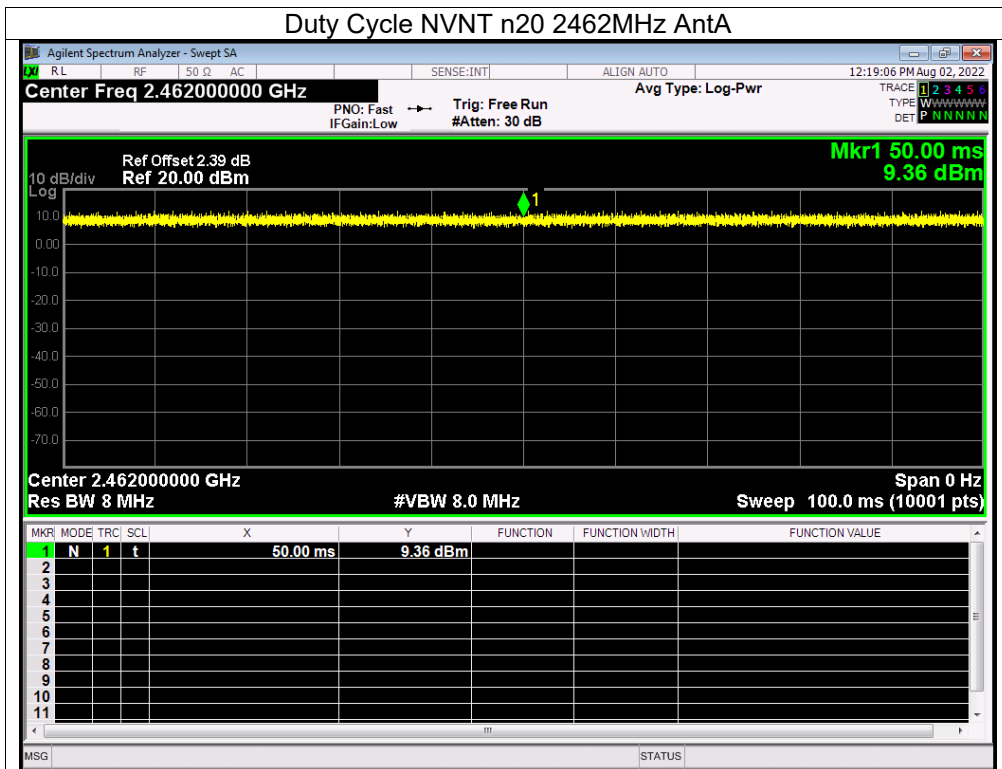 Duty Cycle NVNT n20 2462MHz AntA
Agilent Spectrum Analyzer - Swept SA
LXI RL RF 50 Ω AC SENSE:INT ALIGN AUTO 12:19:06 PM Aug 02, 2022
Center Freq 2.462000000 GHz Avg Type: Log-Pwr TRACE 1 2 3 4 5 6
PNO: Fast Trig: Free Run TYPE WWWWWW
IFGain:Low #Atten: 30 dB DET P N N N N N
Mkr1 50.00 ms
9.36 dBm
Ref Offset 2.39 dB
10 dB/div Ref 20.00 dBm
Log
1
10.0
0.00
-10.0
-20.0
-30.0
-40.0
-50.0
-60.0
-70.0
Center 2.462000000 GHz Span 0 Hz
Res BW 8 MHz #VBW 8.0 MHz Sweep 100.0 ms (10001 pts)
MKR MODE TRC SCL X Y FUNCTION FUNCTION WIDTH FUNCTION VALUE
1 N 1 t 50.00 ms 9.36 dBm
2
3
4
5
6
7
8
9
10
11
MSG STATUS